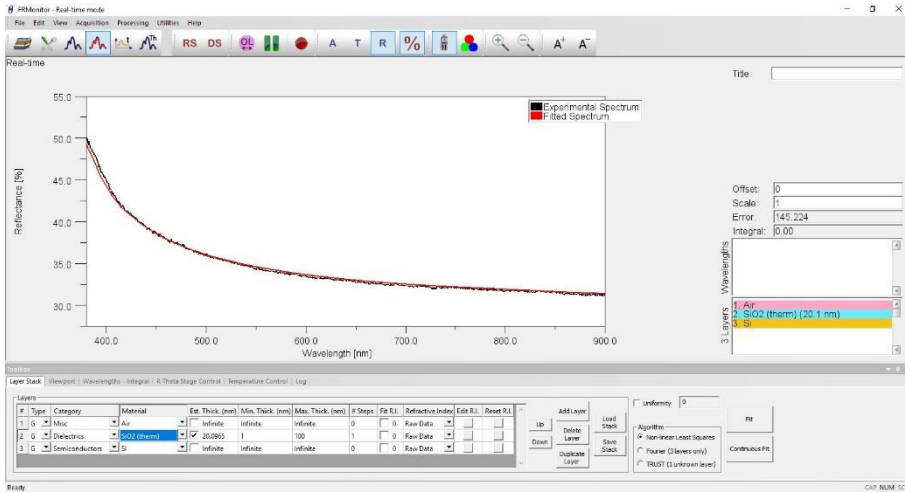 FRMonitor - Real-time mode
File Edit View Acquisition Processing Utilities Help
RS DS OL A T R % A+ A-
Real-time
Title:
55.0
50.0
45.0
40.0
35.0
30.0
Reflectance [%]
Experimental Spectrum
Fitted Spectrum
400.0 500.0 600.0 700.0 800.0 900.0
Wavelength [nm]
Offset: 0
Scale: 1
Error: 145.224
Integral: 0.00
Wavelengths
3 Layers
1. Air
2 SiO2 (therm) (20.1 nm)
3 Si
Toolbar
Layer Stack Viewport Wavelengths - Integral R-Theta Stage Control Temperature Control Log
Layers
# Type Category Material Est. Thick. (nm) Min. Thick. (nm) Max. Thick. (nm) # Steps Fit R.I. Refractive Index Edit R.I. Reset R.I.
1 G Misc Air Infinite Infinite Infinite 0 0 Raw Data
2 G Dielectrics SiO2 (therm) 20.0965 1 100 1 0 Raw Data
3 G Semiconductors Si Infinite Infinite Infinite 0 0 Raw Data
Up
Down
Add Layer
Delete Layer
Duplicate Layer
Load Stack
Save Stack
Uniformity 0
Algorithm
Non-linear Least Squares
Fourier (3 layers only)
TRUST (1 unknown layer)
Fit
Continuous Fit
Ready
CAP NUM SC